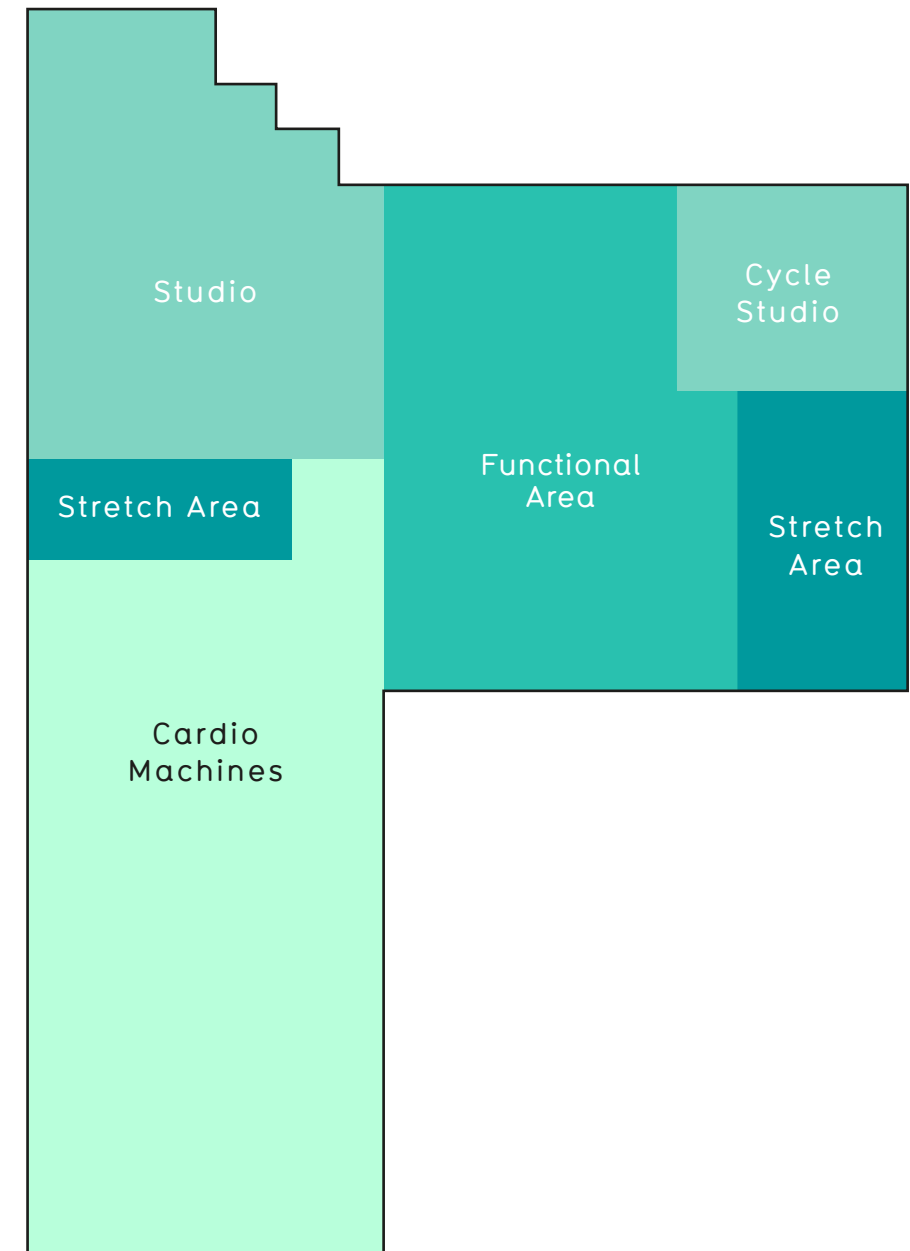 Studio
Cycle
Studio
Functional
Area
Stretch Area
Stretch
Area
Cardio
Machines